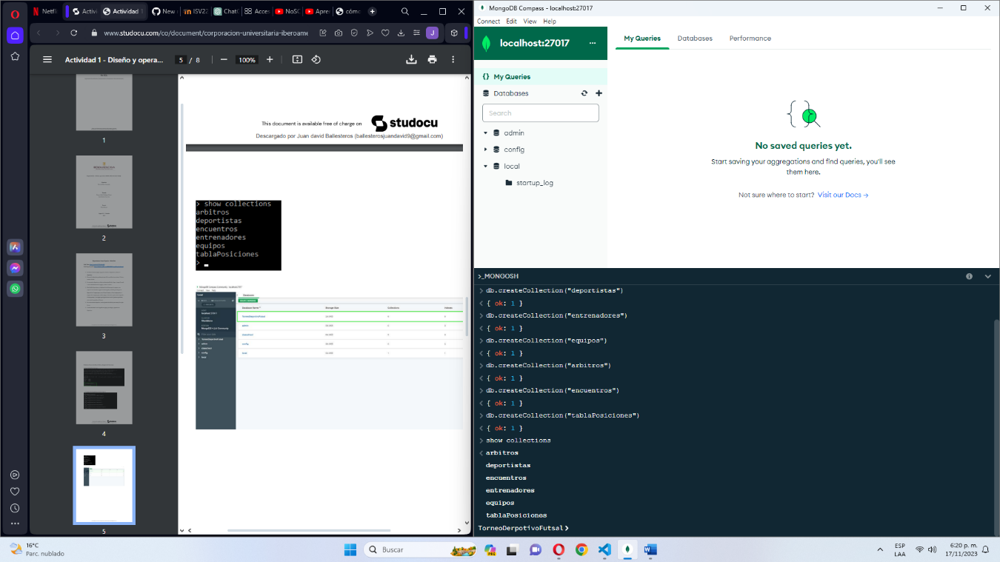 Netfli
Activi
Actividad
New
ISV22
ChatG
Acces
NoSQ
Apre
cómo
www.studocu.com/co/document/corporacion-universitaria-iberoame
J
Actividad 1 - Diseño y opera...
5 / 8
100%
1
2
3
4
5
This document is available free of charge on
studocu
Descargado por Juan david Ballesteros (ballesterosjuandavid9@gmail.com)
> show collections
arbitros
deportistas
encuentros
entrenadores
equipos
tablaPosiciones
>
MongoDB Compass - localhost:27017
Connect Edit View Help
localhost:27017
...
{} My Queries
Databases
Search
admin
config
local
startup_log
My Queries
Databases
Performance
No saved queries yet.
Start saving your aggregations and find queries, you'll see
them here.
Not sure where to start? Visit our Docs →
>_MONGOSH
> db.createCollection("deportistas")
< { ok: 1 }
> db.createCollection("entrenadores")
< { ok: 1 }
> db.createCollection("equipos")
< { ok: 1 }
> db.createCollection("arbitros")
< { ok: 1 }
> db.createCollection("encuentros")
< { ok: 1 }
> db.createCollection("tablaPosiciones")
< { ok: 1 }
> show collections
< arbitros
deportistas
encuentros
entrenadores
equipos
tablaPosiciones
TorneoDerpotivoFutsal>
16°C
Parc. nublado
Buscar
ESP
LAA
6:20 p. m.
17/11/2023